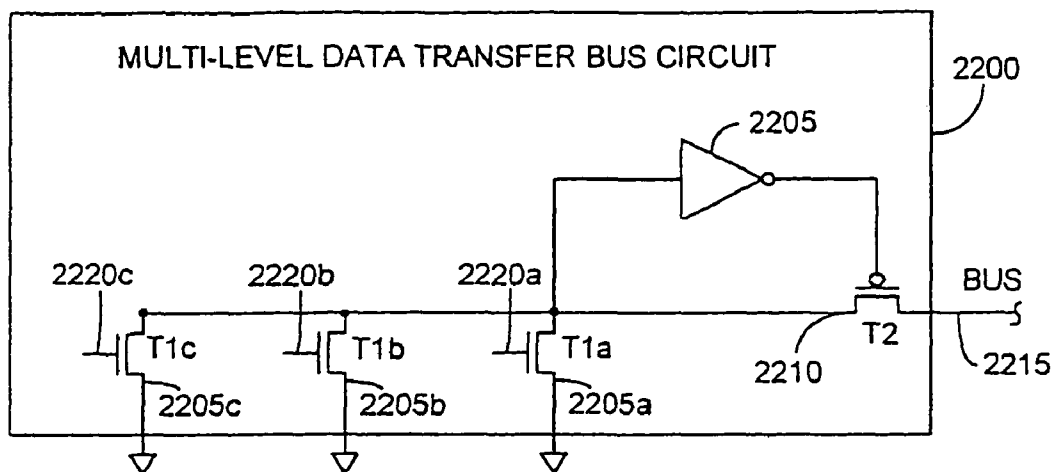 MULTI-LEVEL DATA TRANSFER BUS CIRCUIT
2200
2205
2220c
2220b
2220a
BUS
T1c
T1b
T1a
T2
2210
2215
2205c
2205b
2205a